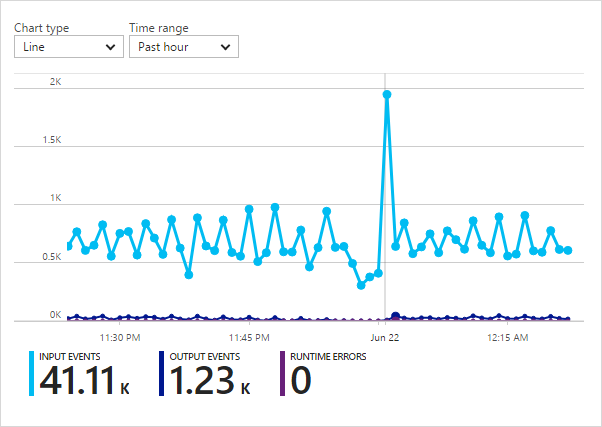 Chart type Time range
Line Past hour
2K
1.5K
1K
0.5K
0K
11:30 PM 11:45 PM Jun 22 12:15 AM
INPUT EVENTS OUTPUT EVENTS RUNTIME ERRORS
41.11 K 1.23 K 0